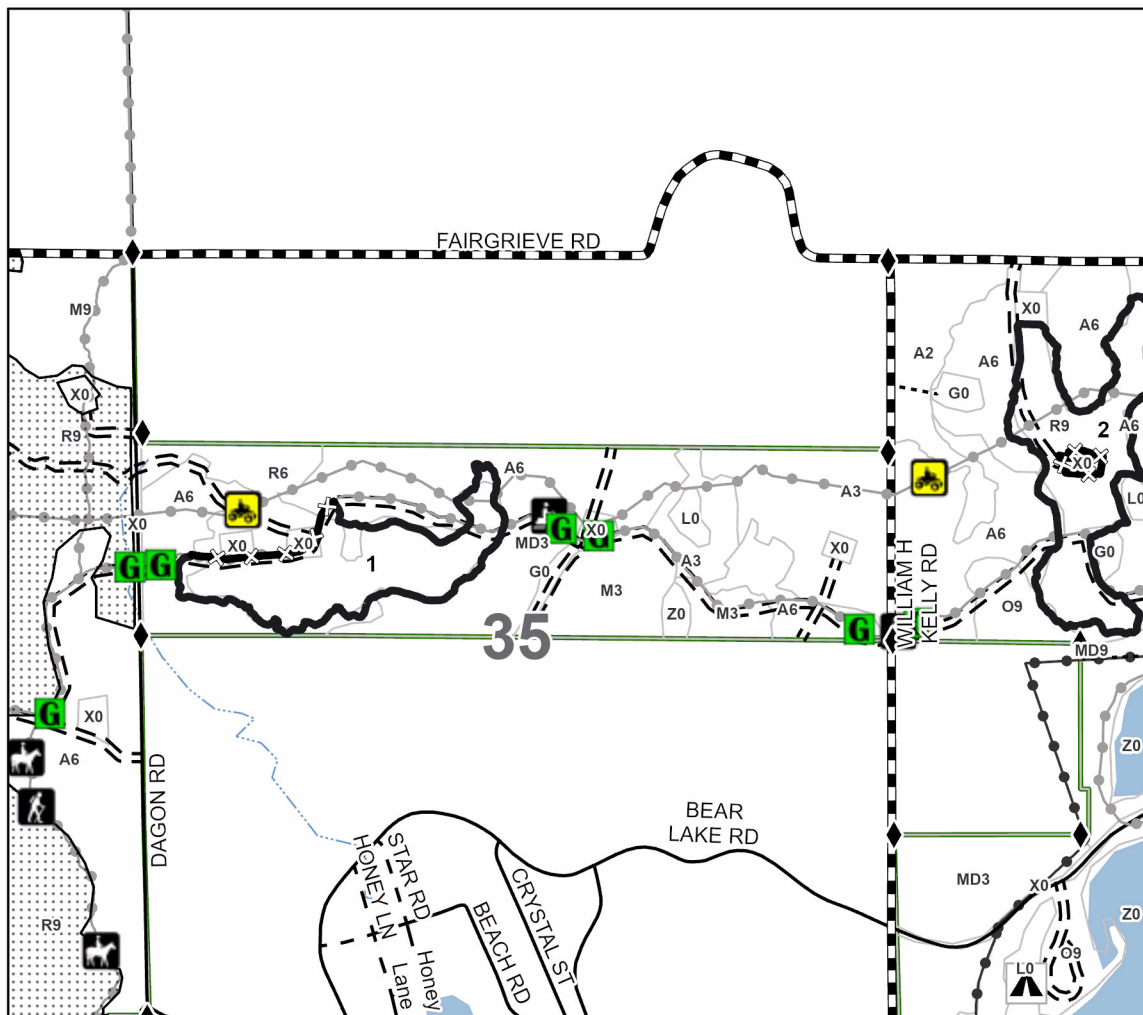 FAIRGRIEVE RD
M9
X0
A6
A2
A6
G0
X0
R9
A6
2
X0
L0
R9
R6
A6
A3
A6
X0
X0
X0
1
G
G
MD3
G
G
X0
G0
M3
L0
A3
Z0
M3
A6
X0
G
WILLIAM H
KELLY RD
A6
G0
O9
35
MD9
G
X0
A6
DAGON RD
Z0
BEAR
LAKE RD
STAR RD
HONEY LN
CRYSTAL ST
BEACH RD
Honey
Lane
MD3
X0
Z0
O9
L0
R9